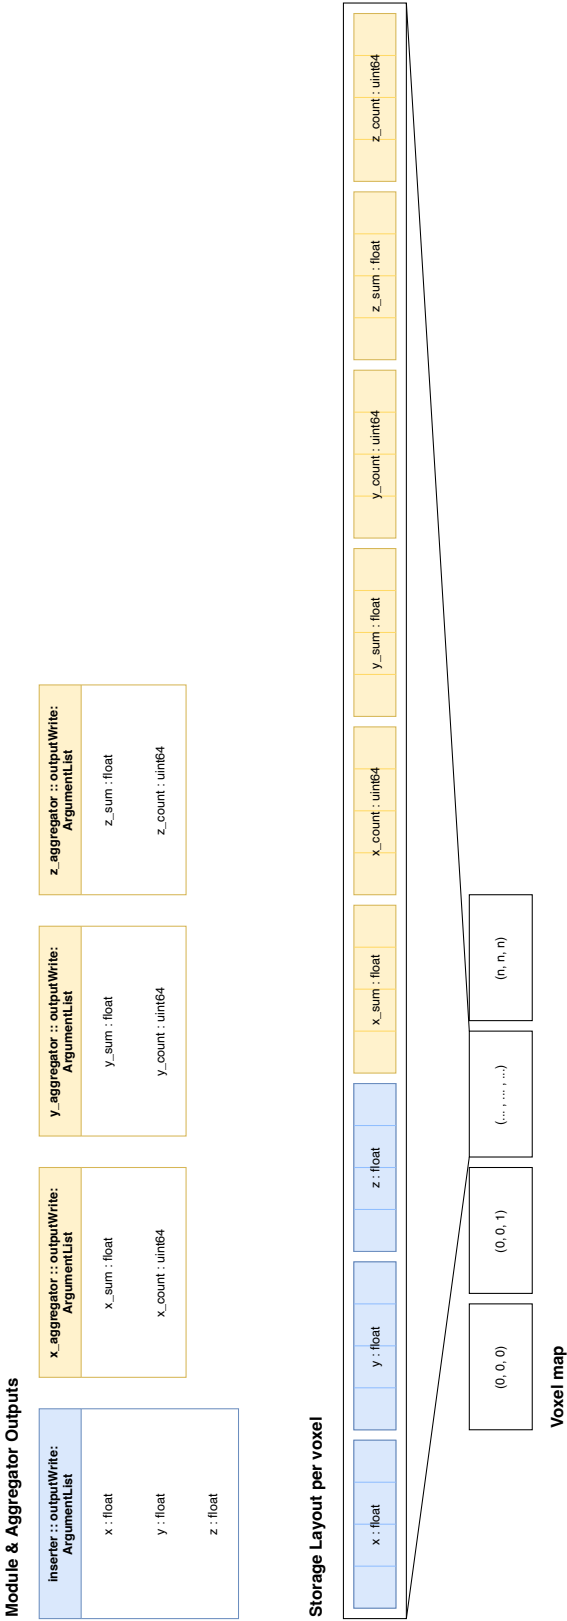 Module & Aggregator Outputs
inserter :: outputWrite:
ArgumentList
x : float
y : float
z : float
x_aggregator :: outputWrite:
ArgumentList
x_sum : float
x_count : uint64
y_aggregator :: outputWrite:
ArgumentList
y_sum : float
y_count : uint64
z_aggregator :: outputWrite:
ArgumentList
z_sum : float
z_count : uint64
Storage Layout per voxel
x : float
y : float
z : float
x_sum : float
x_count : uint64
y_sum : float
y_count : uint64
z_sum : float
z_count : uint64
(0, 0, 0)
(0, 0, 1)
(... , ... , ...)
(n, n, n)
Voxel map